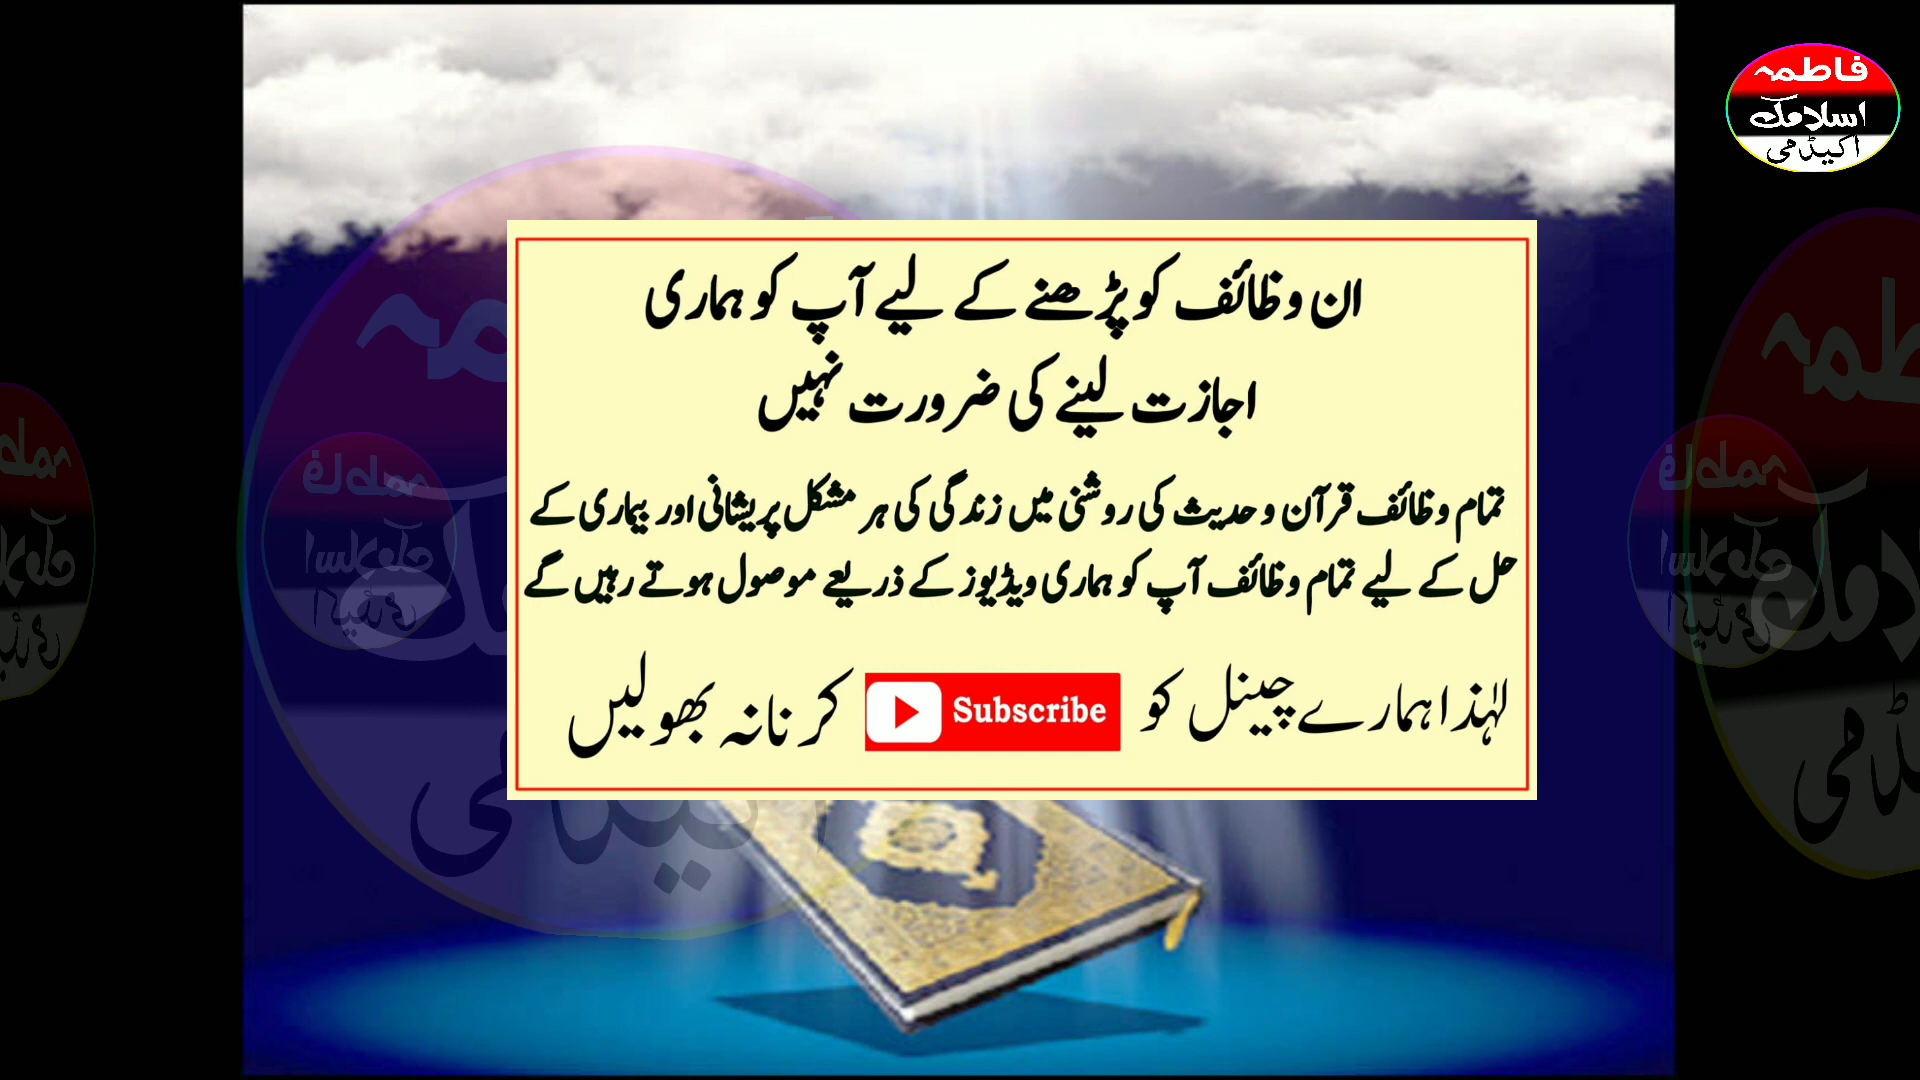 فاطمہ
اسلامک
اکیڈمی
ان وظائف کو پڑھنے کے لیے آپ کو ہماری
اجازت لینے کی ضرورت نہیں
تمام وظائف قرآن و حدیث کی روشنی میں زندگی کی ہر مشکل پریشانی اور بیماری کے
حل کے لیے تمام وظائف آپ کو ہماری ویڈیوز کے ذریعے موصول ہوتے رہیں گے
لہٰذا ہمارے چینل کو Subscribe کرنا نہ بھولیں